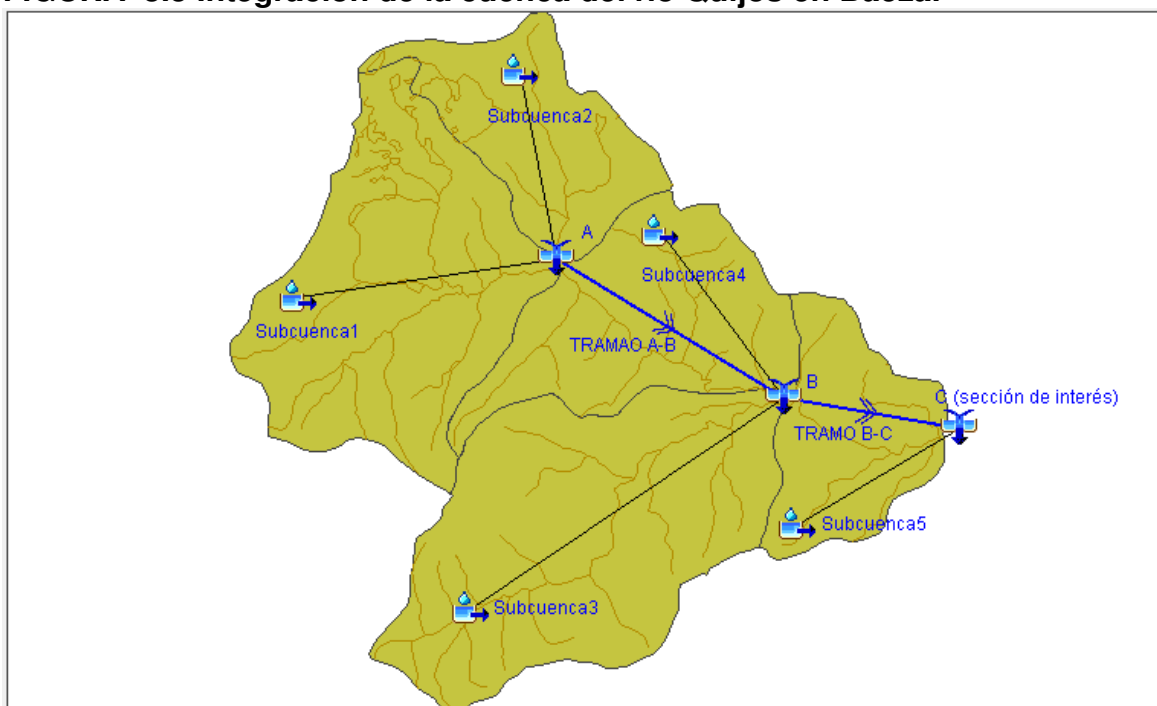 Subcuenca2
A
Subcuenca4
Subcuenca1
TRAMAO A-B
B
C (sección de interés)
TRAMO B-C
Subcuenca5
Subcuenca3